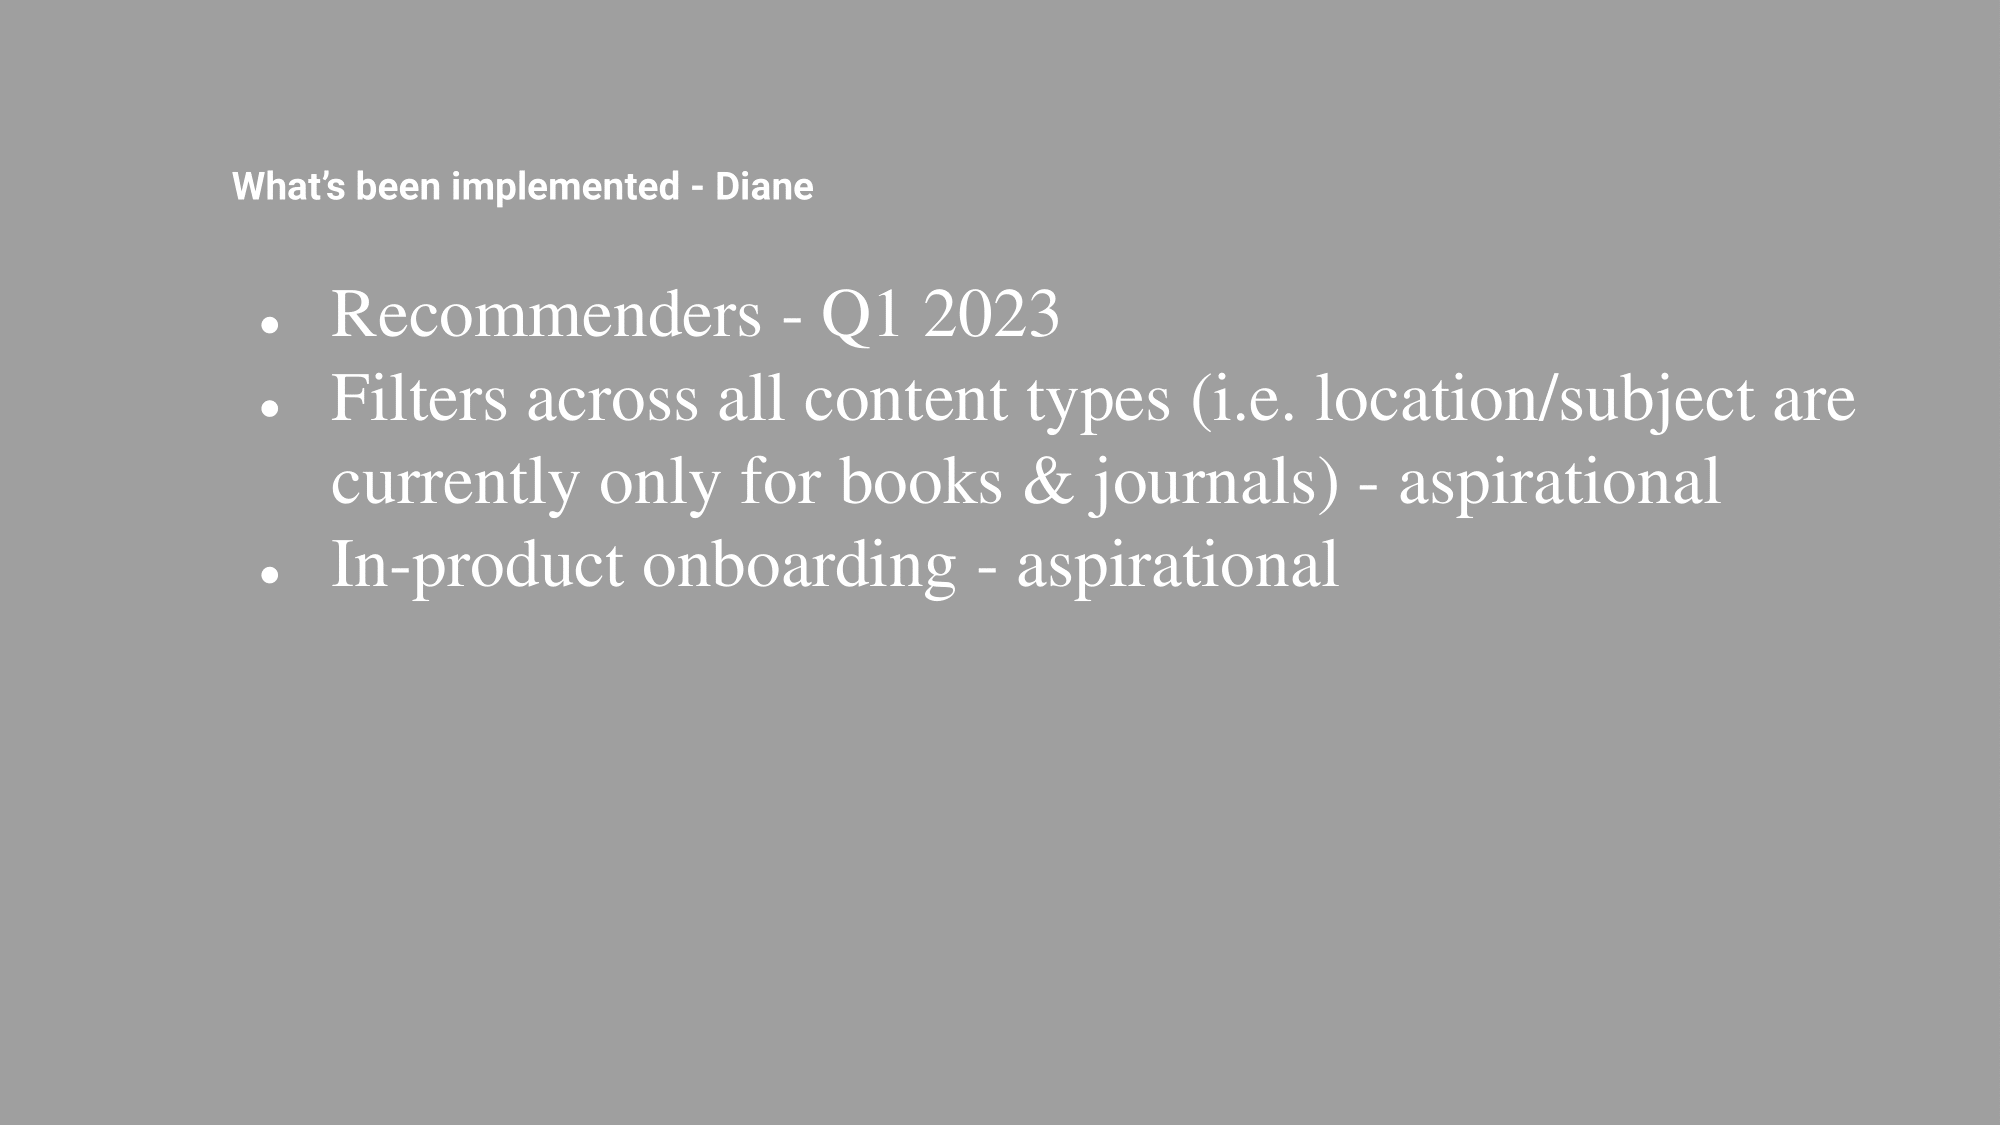 What’s been implemented - Diane
● Recommenders - Q1 2023
● Filters across all content types (i.e. location/subject are
currently only for books & journals) - aspirational
● In-product onboarding - aspirational